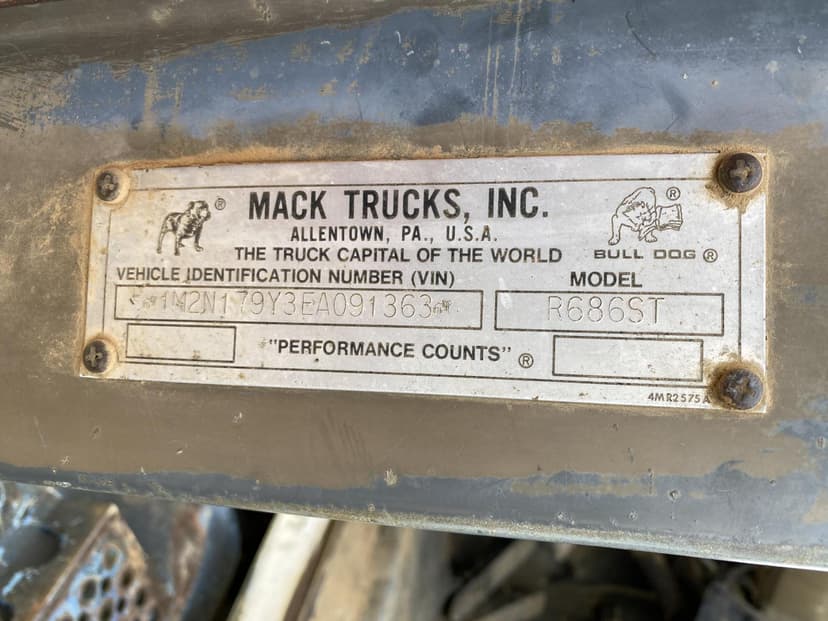 MACK TRUCKS, INC.
ALLENTOWN, PA., U.S.A.
THE TRUCK CAPITAL OF THE WORLD
BULL DOG ®
VEHICLE IDENTIFICATION NUMBER (VIN)
MODEL
1M2N179Y3EA091363
R686ST
"PERFORMANCE COUNTS" ®
4MR2575A